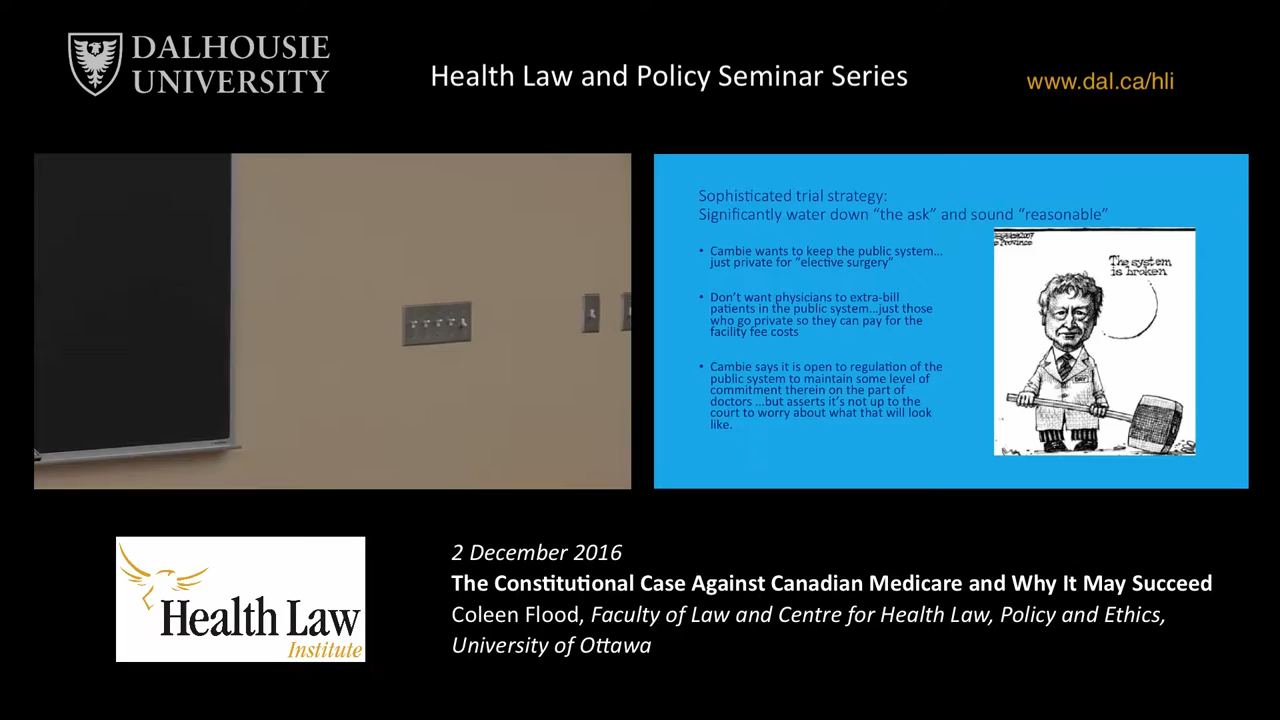 DALHOUSIE
UNIVERSITY
Health Law and Policy Seminar Series
www.dal.ca/hli
Sophisticated trial strategy:
Significantly water down “the ask” and sound “reasonable”
• Cambie wants to keep the public system…
just private for “elective surgery”
• Don’t want physicians to extra-bill
patients in the public system…just those
who go private so they can pay for the
facility fee costs
• Cambie says it is open to regulation of the
public system to maintain some level of
commitment therein on the part of
doctors …but asserts it’s not up to the
court to worry about what that will look
like.
Province
The system
is broken
DAY
Health Law
Institute
2 December 2016
The Constitutional Case Against Canadian Medicare and Why It May Succeed
Coleen Flood, Faculty of Law and Centre for Health Law, Policy and Ethics,
University of Ottawa